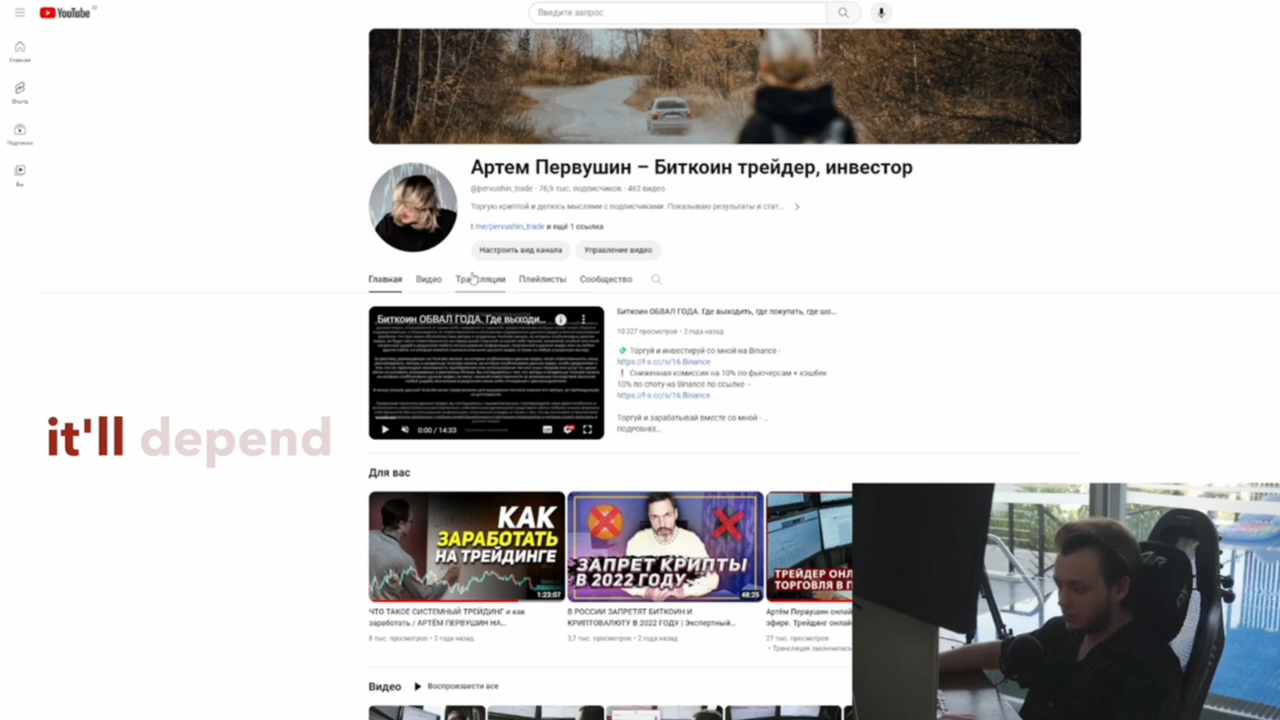 YouTube
Введите запрос
Главная
Shorts
Подписки
Вы
Артем Первушин – Биткоин трейдер, инвестор
@pervushin_trade · 76,9 тыс. подписчиков · 462 видео
Торгую криптой и делюсь мыслями с подписчиками. Показываю результаты и стат...
t.me/pervushin_trade и ещё 1 ссылка
Настроить вид канала Управление видео
Главная Видео Трансляции Плейлисты Сообщество
Биткоин ОБВАЛ ГОДА. Где выходи...
0:00 / 14:33
Биткоин ОБВАЛ ГОДА. Где выходить, где покупать, где шо...
10 327 просмотров • 2 года назад
Торгуй и инвестируй со мной на Binance -
https://f-s.cc/s/16.Binance
Сниженная комиссия на 10% по фьючерсам + кэшбек
10% по споту на Binance по ссылке -
https://f-s.cc/s/16.Binance
Торгуй и зарабатывай вместе со мной - ...
ПОДРОБНЕЕ...
it'll depend
Для вас
КАК
ЗАРАБОТАТЬ
НА ТРЕЙДИНГЕ
1:23:07
ЗАПРЕТ КРИПТЫ
В 2022 ГОДУ
48:25
ТРЕЙДЕР ОНЛ
ТОРГОВЛЯ В П
ЧТО ТАКОЕ СИСТЕМНЫЙ ТРЕЙДИНГ и как
заработать / АРТЁМ ПЕРВУШИН НА...
8 тыс. просмотров • 2 года назад
В РОССИИ ЗАПРЕТЯТ БИТКОИН И
КРИПТОВАЛЮТУ В 2022 ГОДУ | Экспертный...
3,7 тыс. просмотров • 2 года назад
Артём Первушин онлай
эфире. Трейдинг онлай
27 тыс. просмотров
• Трансляция закончилась
Видео Воспроизвести все